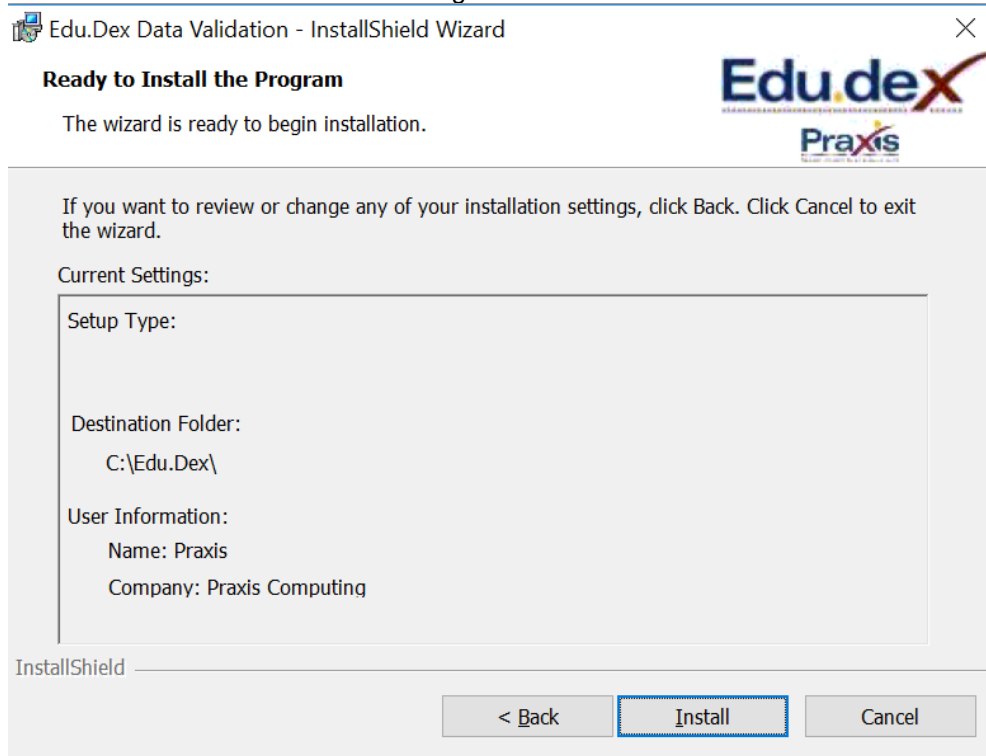 Edu.Dex Data Validation - InstallShield Wizard
Ready to Install the Program
The wizard is ready to begin installation.
Edu.dex
Praxis
If you want to review or change any of your installation settings, click Back. Click Cancel to exit
the wizard.
Current Settings:
Setup Type:
Destination Folder:
C:\Edu.Dex\
User Information:
Name: Praxis
Company: Praxis Computing
InstallShield
< Back
Install
Cancel